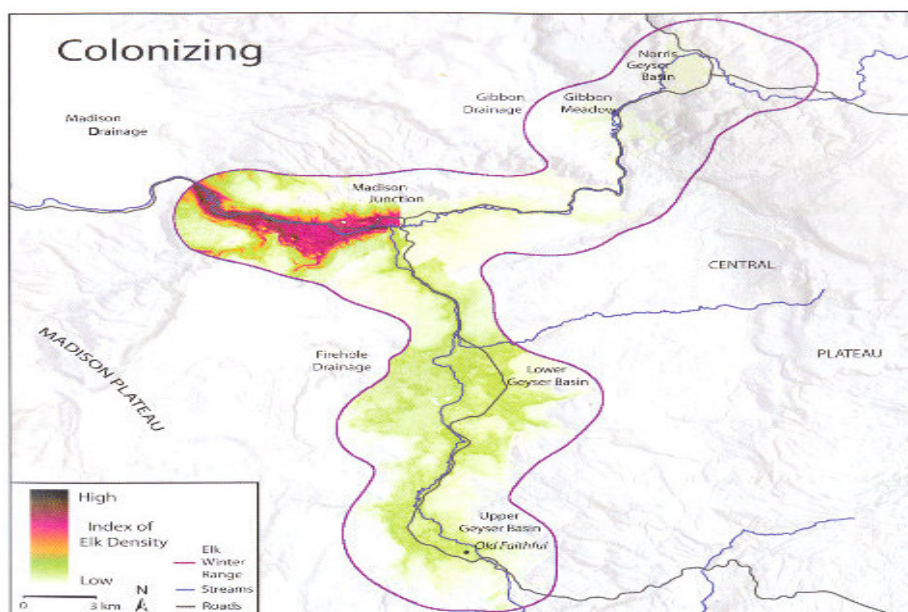 Colonizing
Norris
Geyser
Basin
Gibbon
Drainage
Gibbon
Meadow
Madison
Drainage
Madison
Junction
CENTRAL
MADISON PLATEAU
PLATEAU
Firehole
Drainage
Lower
Geyser Basin
Upper
Geyser Basin
Old Faithful
High
Index of
Elk Density
Low
0 3 km
N
Elk
Winter
Range
Streams
Roads